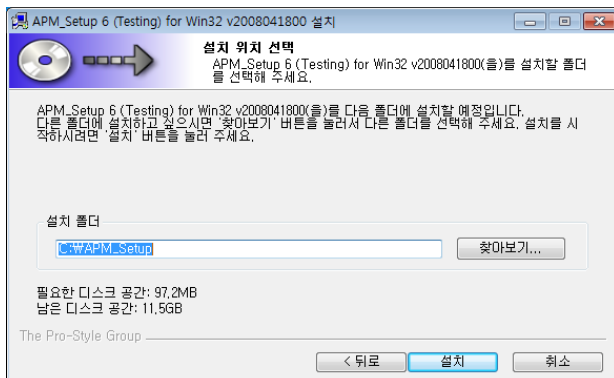 APM_Setup 6 (Testing) for Win32 v2008041800 설치
설치 위치 선택
APM_Setup 6 (Testing) for Win32 v2008041800(을)를 설치할 폴더
를 선택해 주세요.
APM_Setup 6 (Testing) for Win32 v2008041800(을)를 다음 폴더에 설치할 예정입니다.
다른 폴더에 설치하고 싶으시면 '찾아보기' 버튼을 눌러서 다른 폴더를 선택해 주세요. 설치를 시
작하시려면 '설치' 버튼을 눌러 주세요.
설치 폴더
C:₩APM_Setup
찾아보기...
필요한 디스크 공간: 97.2MB
남은 디스크 공간: 11.5GB
The Pro-Style Group
< 뒤로
설치
취소